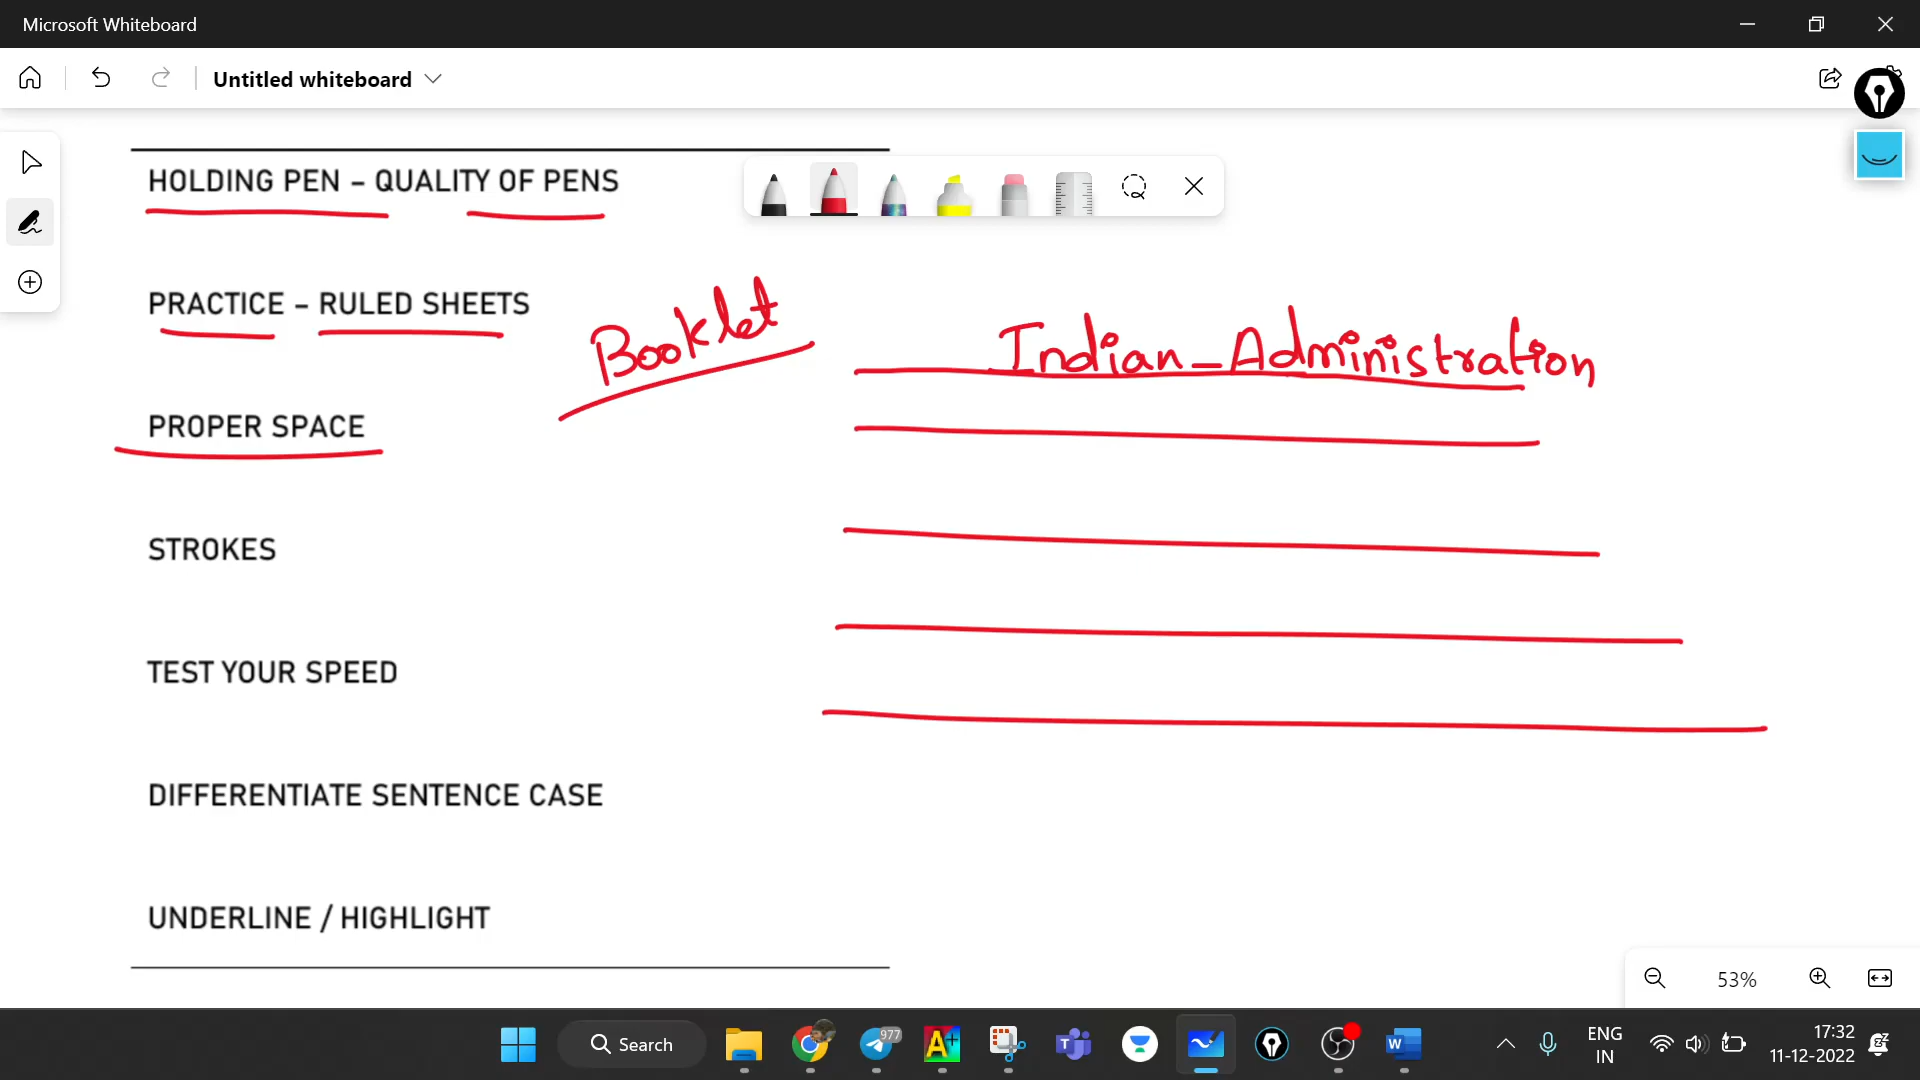 Microsoft Whiteboard
Untitled whiteboard
HOLDING PEN – QUALITY OF PENS
PRACTICE – RULED SHEETS
Booklet
Indian_Administration
PROPER SPACE
STROKES
TEST YOUR SPEED
DIFFERENTIATE SENTENCE CASE
UNDERLINE / HIGHLIGHT
53%
Search
977
ENG
IN
17:32
11-12-2022